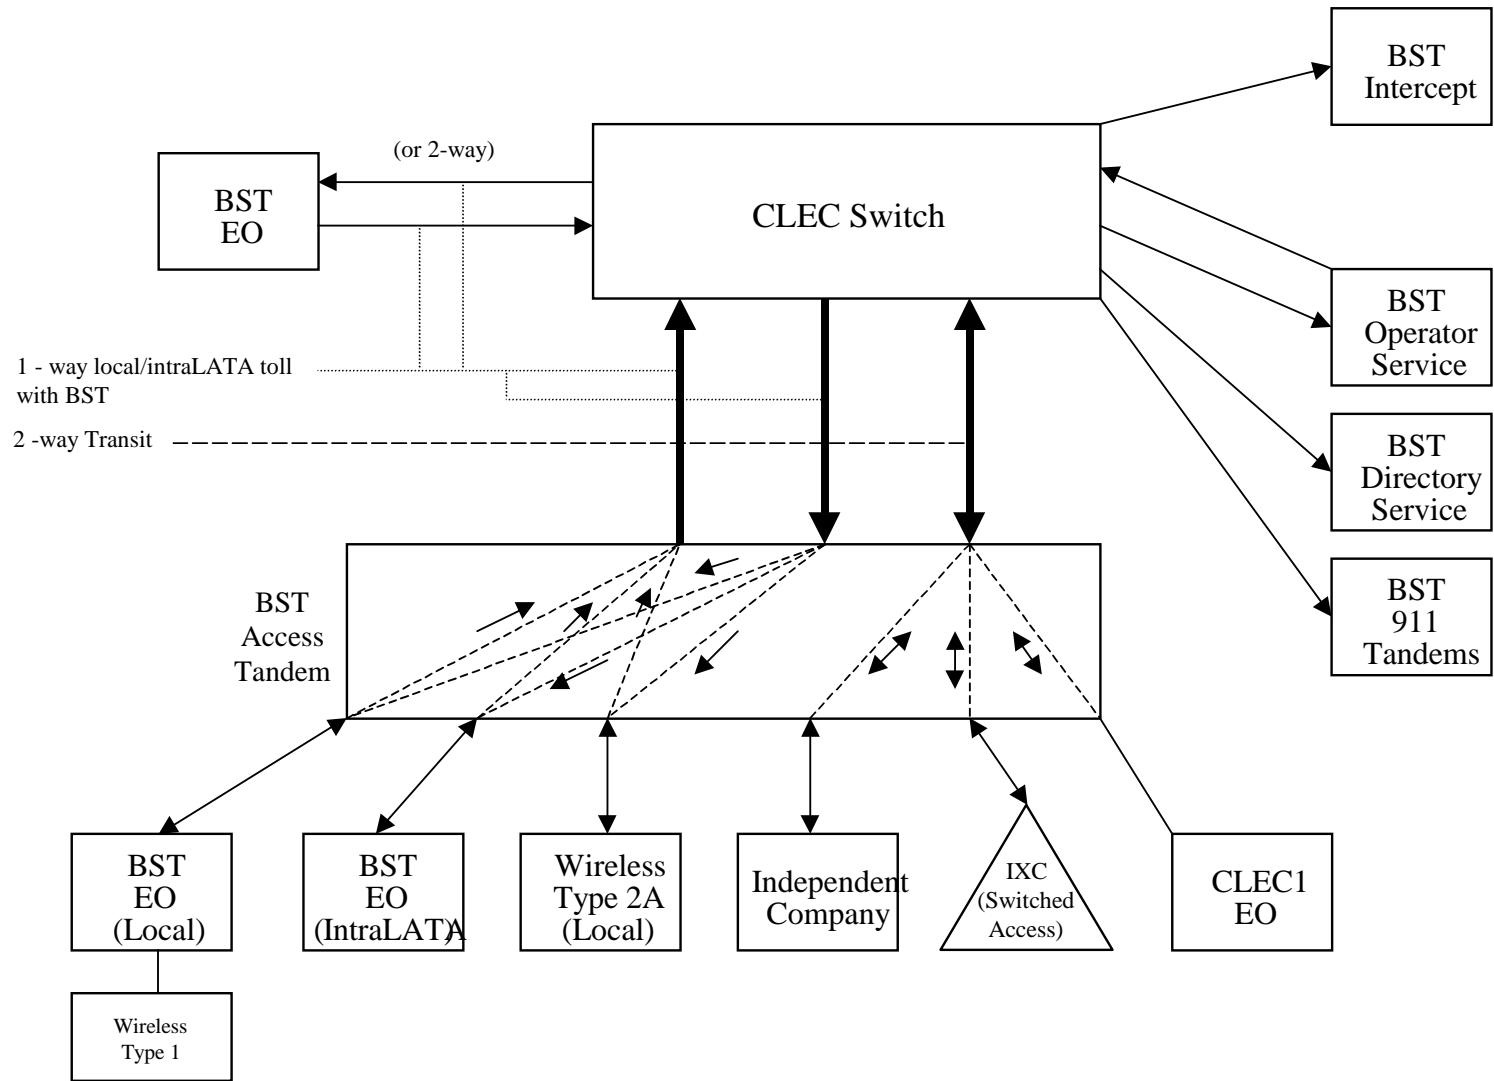 BST
Intercept
(or 2-way)
BST
EO
CLEC Switch
BST
Operator
Service
1 - way local/intraLATA toll
with BST
2 -way Transit
BST
Directory
Service
BST
Access
Tandem
BST
911
Tandems
BST
EO
(Local)
BST
EO
(IntraLATA)
Wireless
Type 2A
(Local)
Independent
Company
IXC
(Switched
Access)
CLEC1
EO
Wireless
Type 1